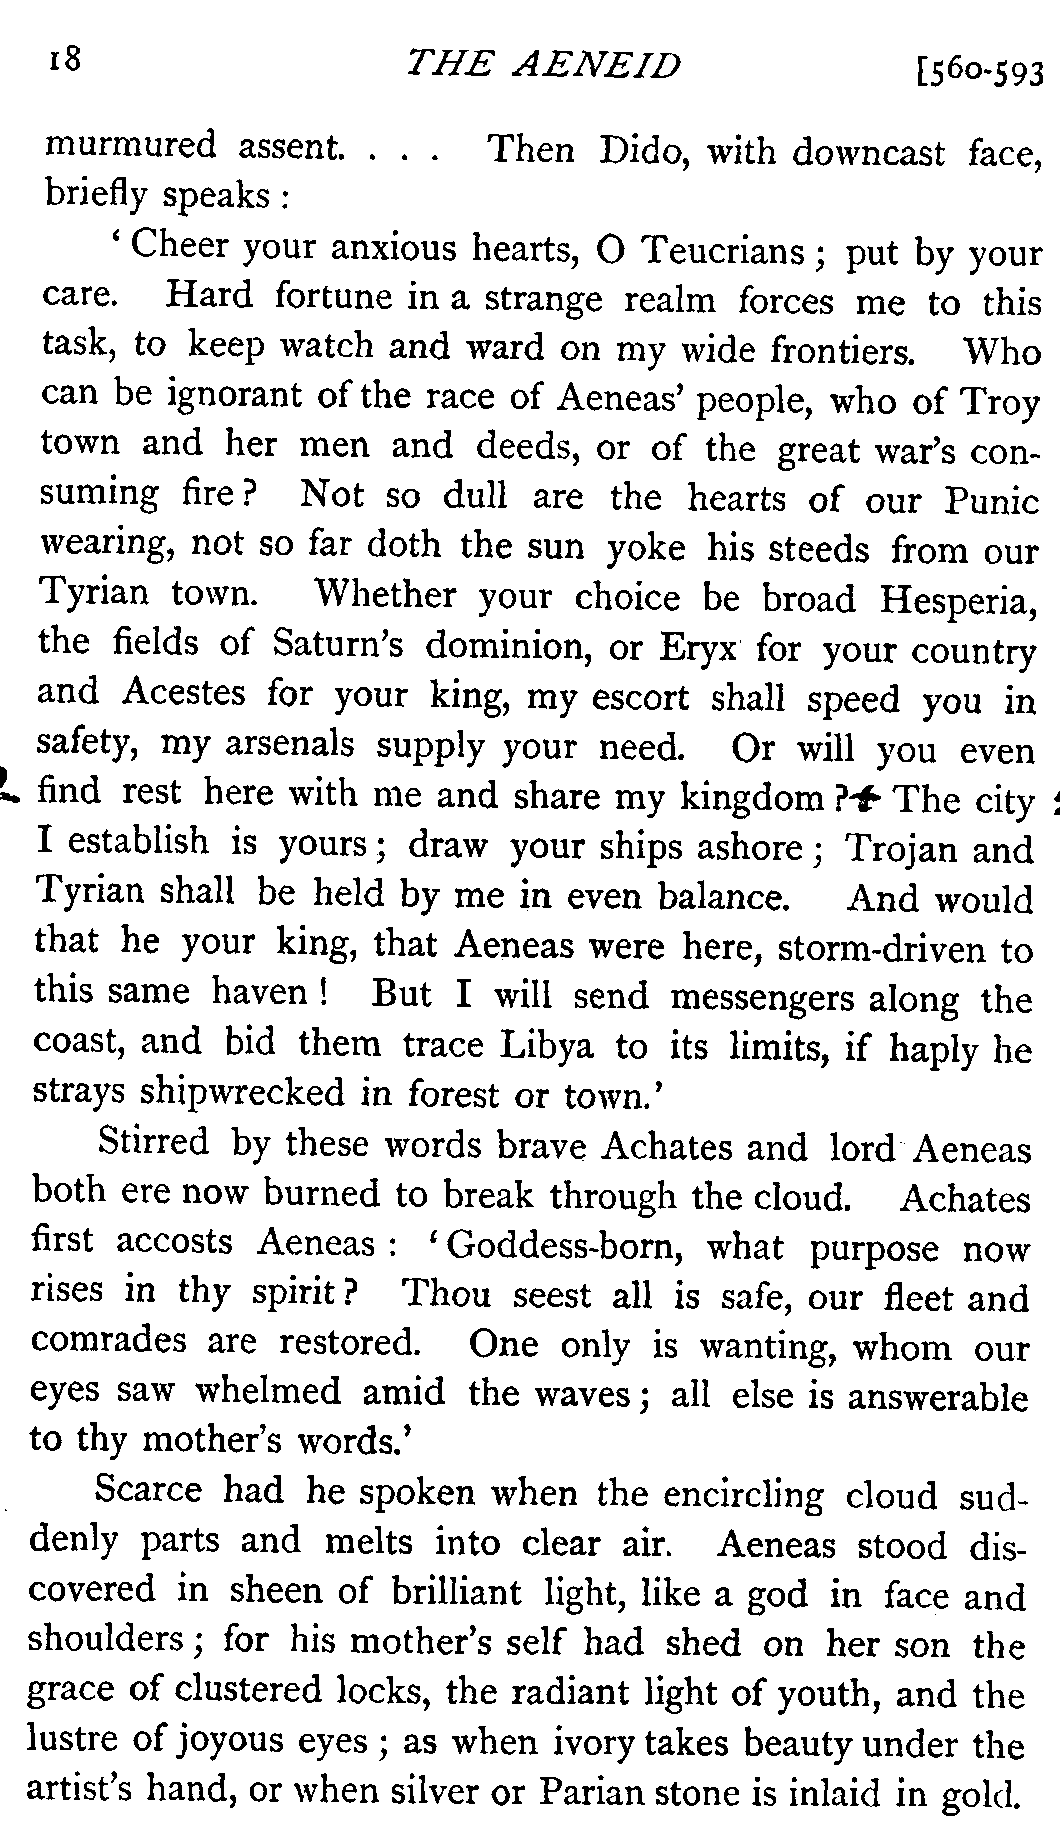 18 THE AENEID [560-593
murmured assent. . . . Then Dido, with downcast face,
briefly speaks :
‘ Cheer your anxious hearts, O Teucrians ; put by your
care. Hard fortune in a strange realm forces me to this
task, to keep watch and ward on my wide frontiers. Who
can be ignorant of the race of Aeneas’ people, who of Troy
town and her men and deeds, or of the great war’s con-
suming fire ? Not so dull are the hearts of our Punic
wearing, not so far doth the sun yoke his steeds from our
Tyrian town. Whether your choice be broad Hesperia,
the fields of Saturn’s dominion, or Eryx for your country
and Acestes for your king, my escort shall speed you in
safety, my arsenals supply your need. Or will you even
find rest here with me and share my kingdom ? The city
I establish is yours ; draw your ships ashore ; Trojan and
Tyrian shall be held by me in even balance. And would
that he your king, that Aeneas were here, storm-driven to
this same haven ! But I will send messengers along the
coast, and bid them trace Libya to its limits, if haply he
strays shipwrecked in forest or town.’
Stirred by these words brave Achates and lord Aeneas
both ere now burned to break through the cloud. Achates
first accosts Aeneas : ‘ Goddess-born, what purpose now
rises in thy spirit ? Thou seest all is safe, our fleet and
comrades are restored. One only is wanting, whom our
eyes saw whelmed amid the waves ; all else is answerable
to thy mother’s words.’
Scarce had he spoken when the encircling cloud sud-
denly parts and melts into clear air. Aeneas stood dis-
covered in sheen of brilliant light, like a god in face and
shoulders ; for his mother’s self had shed on her son the
grace of clustered locks, the radiant light of youth, and the
lustre of joyous eyes ; as when ivory takes beauty under the
artist’s hand, or when silver or Parian stone is inlaid in gold.